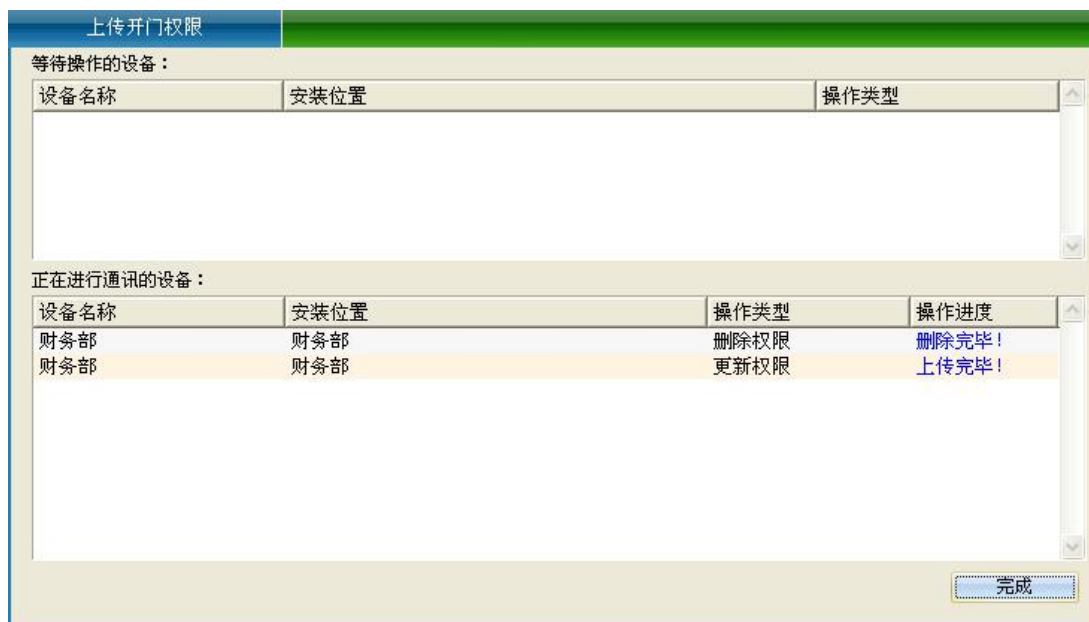 上传开门权限
等待操作的设备：
设备名称 安装位置 操作类型
正在进行通讯的设备：
设备名称 安装位置 操作类型 操作进度
财务部 财务部 删除权限 删除完毕！
财务部 财务部 更新权限 上传完毕！
完成